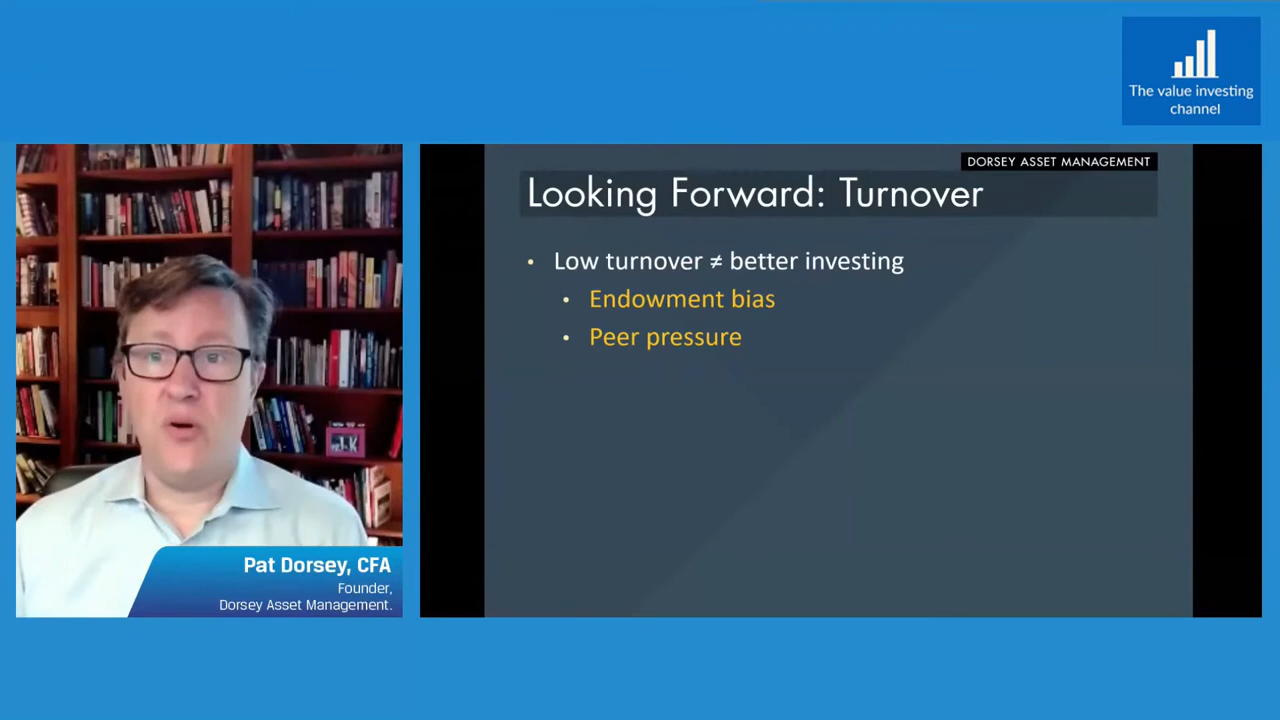 The value investing
channel
DORSEY ASSET MANAGEMENT
Looking Forward: Turnover
• Low turnover ≠ better investing
• Endowment bias
• Peer pressure
Pat Dorsey, CFA
Founder,
Dorsey Asset Management.